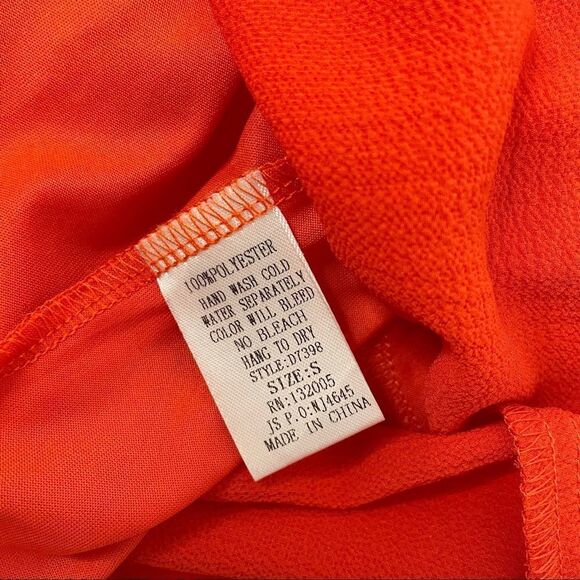 100%POLYESTER
HAND WASH COLD
WATER SEPARATELY
COLOR WILL BLEED
NO BLEACH
HANG TO DRY
STYLE:D7398
SIZE:S
RN:132005
JS P.O:NJ4645
MADE IN CHINA